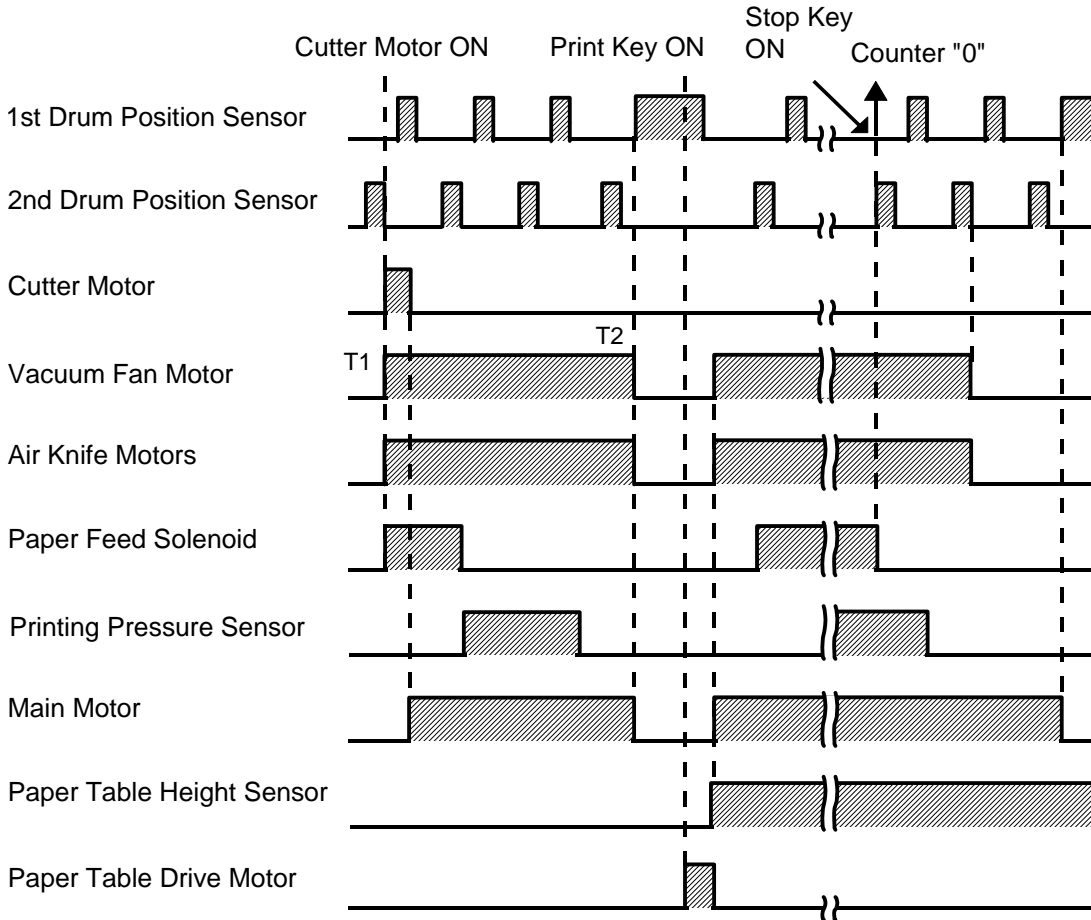 Stop Key
ON
Cutter Motor ON
Print Key ON
Counter "0"
1st Drum Position Sensor
2nd Drum Position Sensor
Cutter Motor
T1
T2
Vacuum Fan Motor
Air Knife Motors
Paper Feed Solenoid
Printing Pressure Sensor
Main Motor
Paper Table Height Sensor
Paper Table Drive Motor